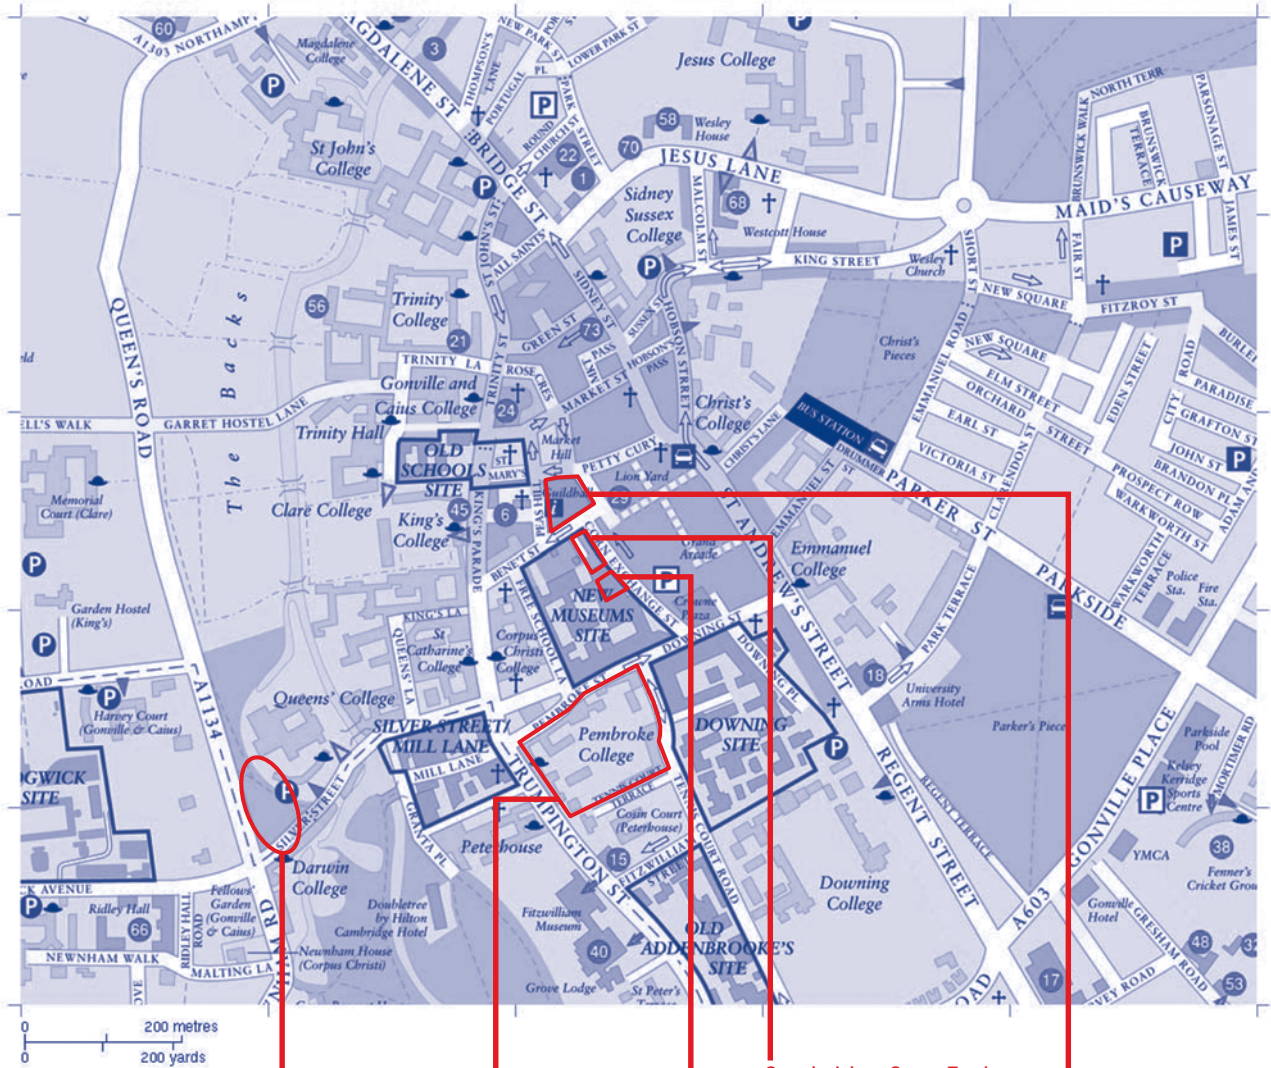 60
A1303 NORTHAMPT
Magdalene
College
MAGDALENE ST
3
THOMPSON'S
LANE
NEW PARK ST
LOWER PARK ST
PORTUGAL
PL
P
P
PARK
STREET
ROUND
CHURCH ST
22
1
BRIDGE ST
St John's
College
P
ST JOHN'S ST
ALL SAINTS'
Jesus College
P
58
Wesley
House
70
JESUS LANE
68
MALCOLM ST
Sidney
Sussex
College
Westcott House
KING STREET
Wesley
Church
SHORT ST
NORTH TERR
BRUNSWICK WALK
BRUNSWICK
TERRACE
PARSONAGE ST
MAID'S CAUSEWAY
JAMES ST
FAIR ST
P
NEW SQUARE
FITZROY ST
BURLEI
QUEEN'S ROAD
The Backs
56
Trinity
College
21
TRINITY LA
TRINITY ST
GREEN ST
73
SIDNEY ST
SUSSEX ST
HOBSON STREET
HOBSON'S
PASS
PASS
MARKET ST
ROSE CRES
P
Gonville and
Caius College
24
Trinity Hall
GARRET HOSTEL LANE
ELL'S WALK
Memorial
Court (Clare)
Clare College
OLD
SCHOOLS
SITE
ST
MARY'S
Market
Hill
PETTY CURY
Lion Yard
Guildhall
PEAS HILL
Christ's
College
CHRIST'S LANE
Christ's
Pieces
BUS STATION
DRUMMER
ST
EMMANUEL ROAD
NEW SQUARE
ELM STREET
ORCHARD
STREET
EARL ST
VICTORIA ST
CLARENDON ST
EDEN STREET
ROAD
PARADISE
CITY
GRAFTON ST
JOHN ST
BRANDON PL
PROSPECT ROW
WARKWORTH ST
ADAM AND
P
King's
College
45
6
KING'S PARADE
BENET ST
CORN EXCHANGE ST
Grand
Arcade
P
Crowne
Plaza
ST ANDREW'S STREET
EMMANUEL
ST
PARKER ST
Emmanuel
College
PARKSIDE
PARK TERRACE
WARKWORTH
TERRACE
Police
Sta.
Fire
Sta.
P
Garden Hostel
(King's)
P
KING'S LA
QUEENS' LA
St
Catharine's
College
Corpus
Christi
College
FREE SCHOOL LA
NEW
MUSEUMS
SITE
DOWNING ST
DOWNING PL
PEMBROKE ST
OAD
P
Harvey Court
(Gonville & Caius)
A1134
Queens' College
SILVER STREET/
MILL LANE
MILL LANE
Pembroke
College
TENNIS COURT
TERRACE
TENNIS COURT ROAD
DOWNING
SITE
P
18
University
Arms Hotel
Parker's Piece
REGENT STREET
REGENT TERRACE
GONVILLE PLACE
Parkside
Pool
Kelsey
Kerridge
Sports
Centre
MORTIMER RD
P
GWICK
SITE
P
SILVER STREET
GRANTA PL
TRUMPINGTON ST
Peterhouse
Cosin Court
(Peterhouse)
15
FITZWILLIAM
STREET
Darwin
College
Doubletree
by Hilton
Cambridge Hotel
Fitzwilliam
Museum
40
OLD
ADDENBROOKE'S
SITE
Downing
College
YMCA
38
Fenner's
Cricket Grou
Gonville
Hotel
A603
GRESHAM ROAD
48
53
CK AVENUE
P
Ridley Hall
66
RIDLEY HALL
ROAD
Fellows'
Garden
(Gonville
& Caius)
NEWNHAM WALK
MALTING LA
Newnham House
(Corpus Christi)
Grove Lodge
St Peter's
17
0
200 metres
0
200 yards